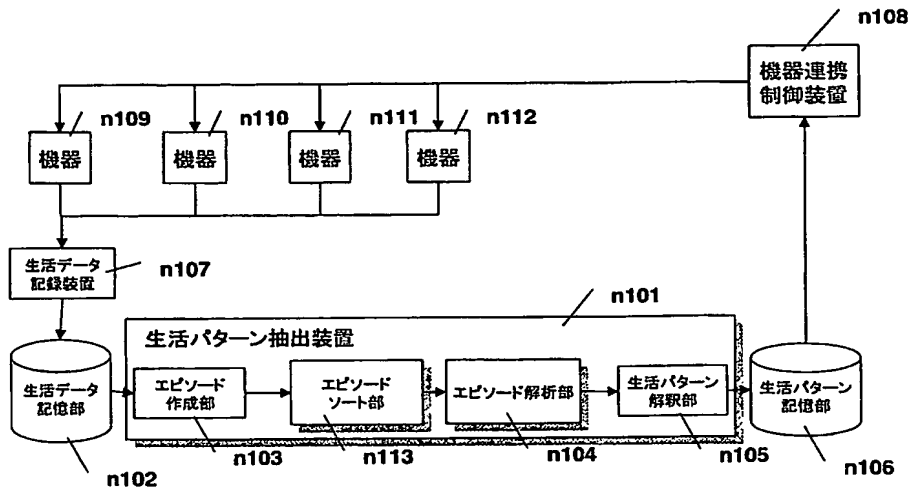 n108
機器連携
制御装置
n109
n110
n111
n112
機器
機器
機器
機器
生活データ
記録装置
n107
n101
生活パターン抽出装置
生活データ
記憶部
エピソード
作成部
エピソード
ソート部
エピソード解析部
生活パターン
解釈部
生活パターン
記憶部
n102
n103
n113
n104
n105
n106